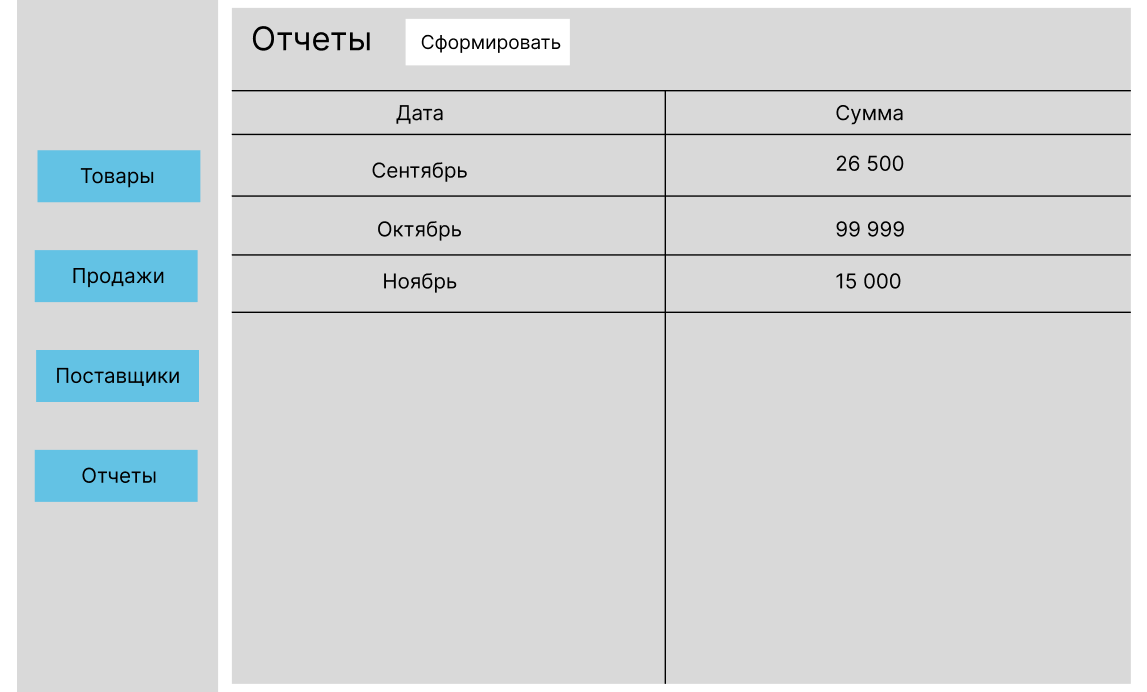 Товары
Продажи
Поставщики
Отчеты
Отчеты Сформировать
Дата Сумма
Сентябрь 26 500
Октябрь 99 999
Ноябрь 15 000